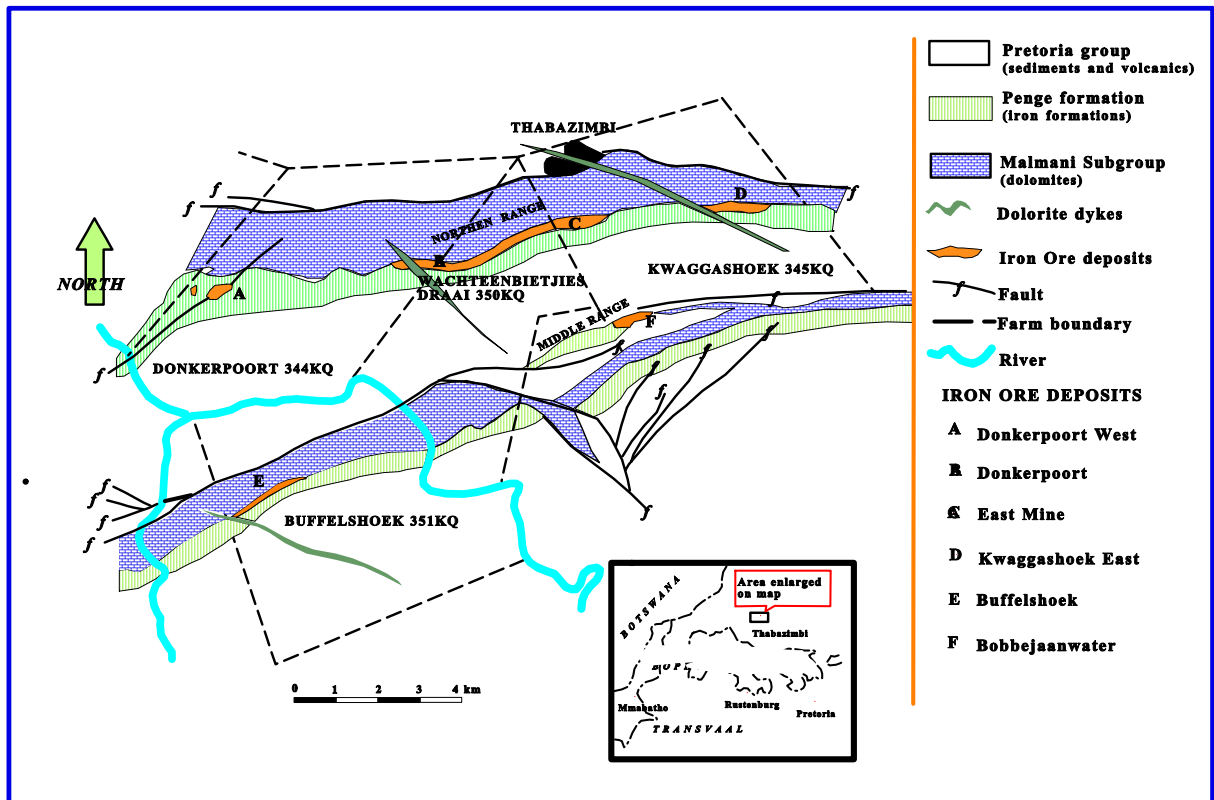 THABAZIMBI
f
f
f
NORTHEN RANGE
D
C
B
A
NORTH
WACHTEENBIETJIES
DRAAI 350KQ
KWAGGASHOEK 345KQ
MIDDLE RANGE
F
f
f
f
f
f
f
DONKERPOORT 344KQ
E
f
f
f
f
f
BUFFELSHOEK 351KQ
0 1 2 3 4 km
Pretoria group
(sediments and volcanics)
Penge formation
(iron formations)
Malmani Subgroup
(dolomites)
Dolorite dykes
Iron Ore deposits
f Fault
Farm boundary
River
IRON ORE DEPOSITS
A Donkerpoort West
B Donkerpoort
C East Mine
D Kwaggashoek East
E Buffelshoek
F Bobbejaanwater
Area enlarged
on map
BOTSWANA
Thabazimbi
Mmabatho
Rustenburg
Pretoria
TRANSVAAL